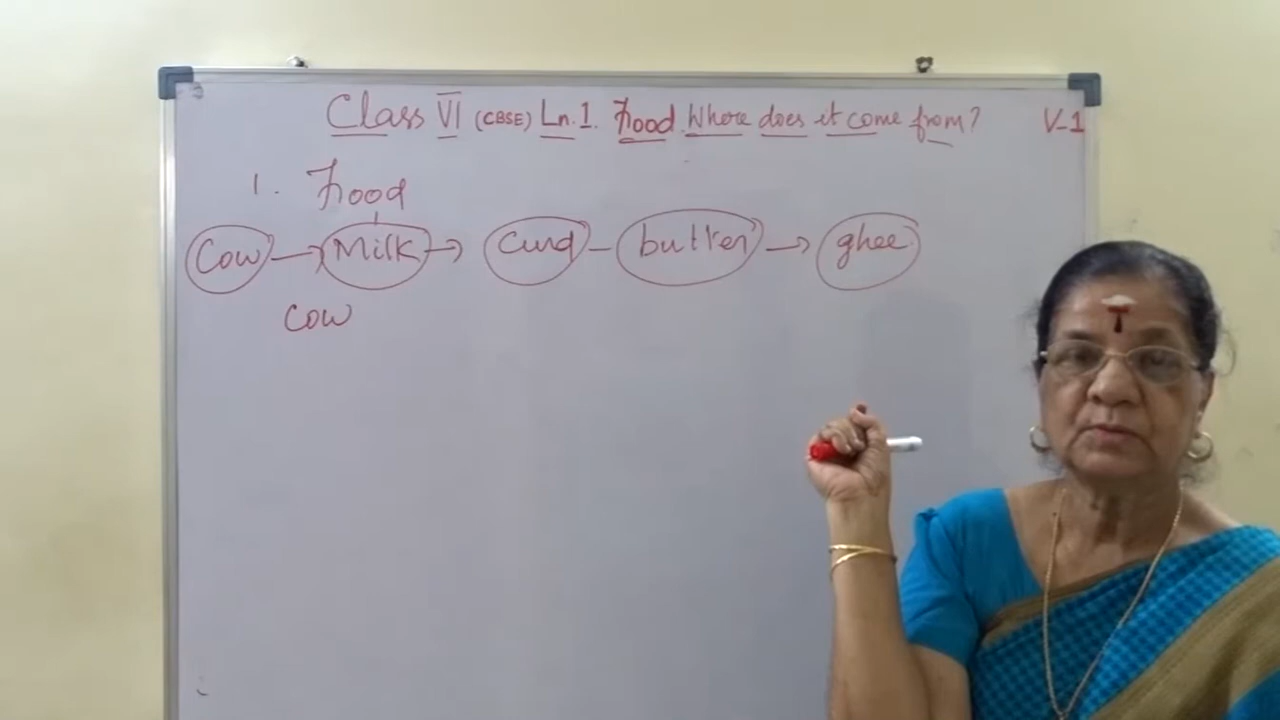 Class VI (CBSE) Ln. 1. Food Where does it come from? V-1
1. Food
Cow → Milk → curd - butter → ghee
cow